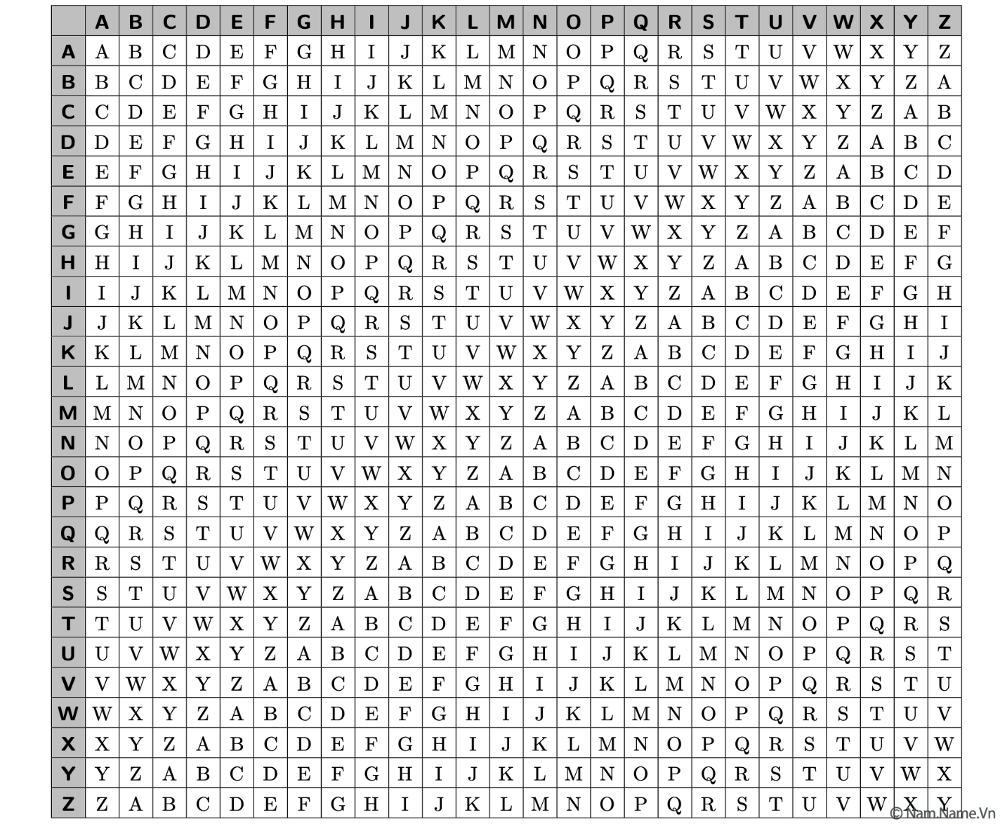 A B C D E F G H I J K L M N O P Q R S T U V W X Y Z
A A B C D E F G H I J K L M N O P Q R S T U V W X Y Z
B B C D E F G H I J K L M N O P Q R S T U V W X Y Z A
C C D E F G H I J K L M N O P Q R S T U V W X Y Z A B
D D E F G H I J K L M N O P Q R S T U V W X Y Z A B C
E E F G H I J K L M N O P Q R S T U V W X Y Z A B C D
F F G H I J K L M N O P Q R S T U V W X Y Z A B C D E
G G H I J K L M N O P Q R S T U V W X Y Z A B C D E F
H H I J K L M N O P Q R S T U V W X Y Z A B C D E F G
I I J K L M N O P Q R S T U V W X Y Z A B C D E F G H
J J K L M N O P Q R S T U V W X Y Z A B C D E F G H I
K K L M N O P Q R S T U V W X Y Z A B C D E F G H I J
L L M N O P Q R S T U V W X Y Z A B C D E F G H I J K
M M N O P Q R S T U V W X Y Z A B C D E F G H I J K L
N N O P Q R S T U V W X Y Z A B C D E F G H I J K L M
O O P Q R S T U V W X Y Z A B C D E F G H I J K L M N
P P Q R S T U V W X Y Z A B C D E F G H I J K L M N O
Q Q R S T U V W X Y Z A B C D E F G H I J K L M N O P
R R S T U V W X Y Z A B C D E F G H I J K L M N O P Q
S S T U V W X Y Z A B C D E F G H I J K L M N O P Q R
T T U V W X Y Z A B C D E F G H I J K L M N O P Q R S
U U V W X Y Z A B C D E F G H I J K L M N O P Q R S T
V V W X Y Z A B C D E F G H I J K L M N O P Q R S T U
W W X Y Z A B C D E F G H I J K L M N O P Q R S T U V
X X Y Z A B C D E F G H I J K L M N O P Q R S T U V W
Y Y Z A B C D E F G H I J K L M N O P Q R S T U V W X
Z Z A B C D E F G H I J K L M N O P Q R S T U V W X Y
© Nam.Name.Vn